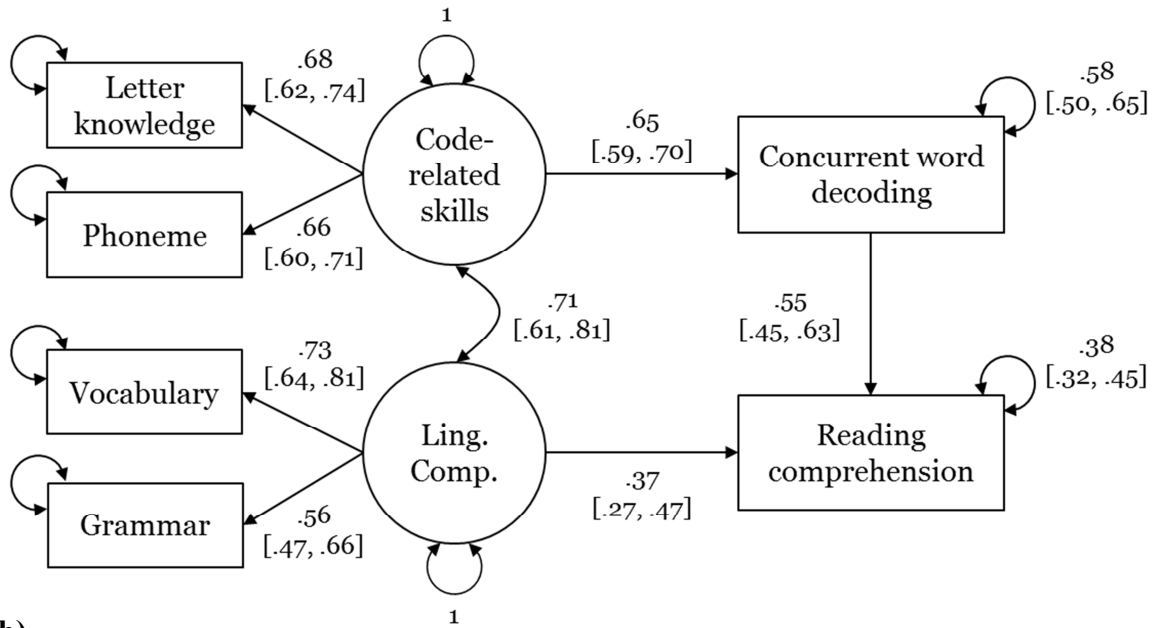 1
Letter
knowledge
.68
[.62, .74]
Code-
related
skills
.65
[.59, .70]
Concurrent word
decoding
.58
[.50, .65]
Phoneme
.66
[.60, .71]
.71
[.61, .81]
.55
[.45, .63]
Vocabulary
.73
[.64, .81]
Ling.
Comp.
.37
[.27, .47]
Reading
comprehension
.38
[.32, .45]
Grammar
.56
[.47, .66]
1
b)